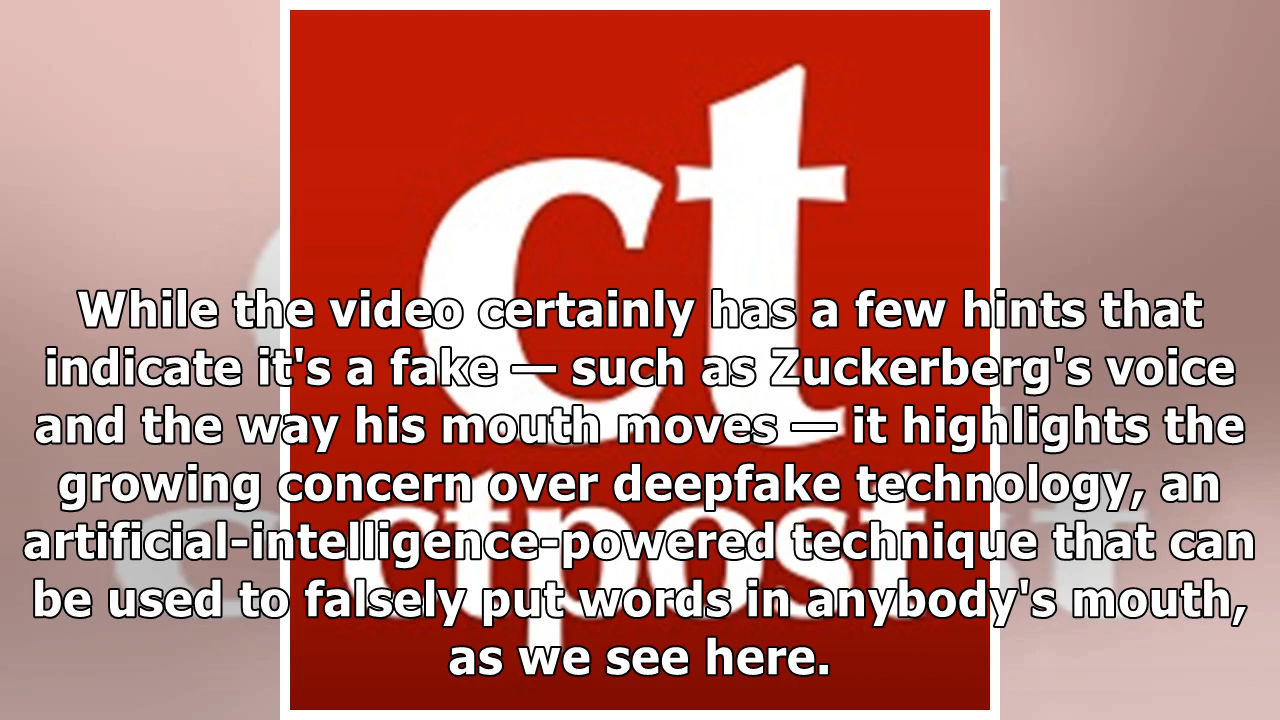 ct
While the video certainly has a few hints that
indicate it's a fake — such as Zuckerberg's voice
and the way his mouth moves — it highlights the
growing concern over deepfake technology, an
ctpost
artificial-intelligence-powered technique that can
be used to falsely put words in anybody's mouth,
as we see here.